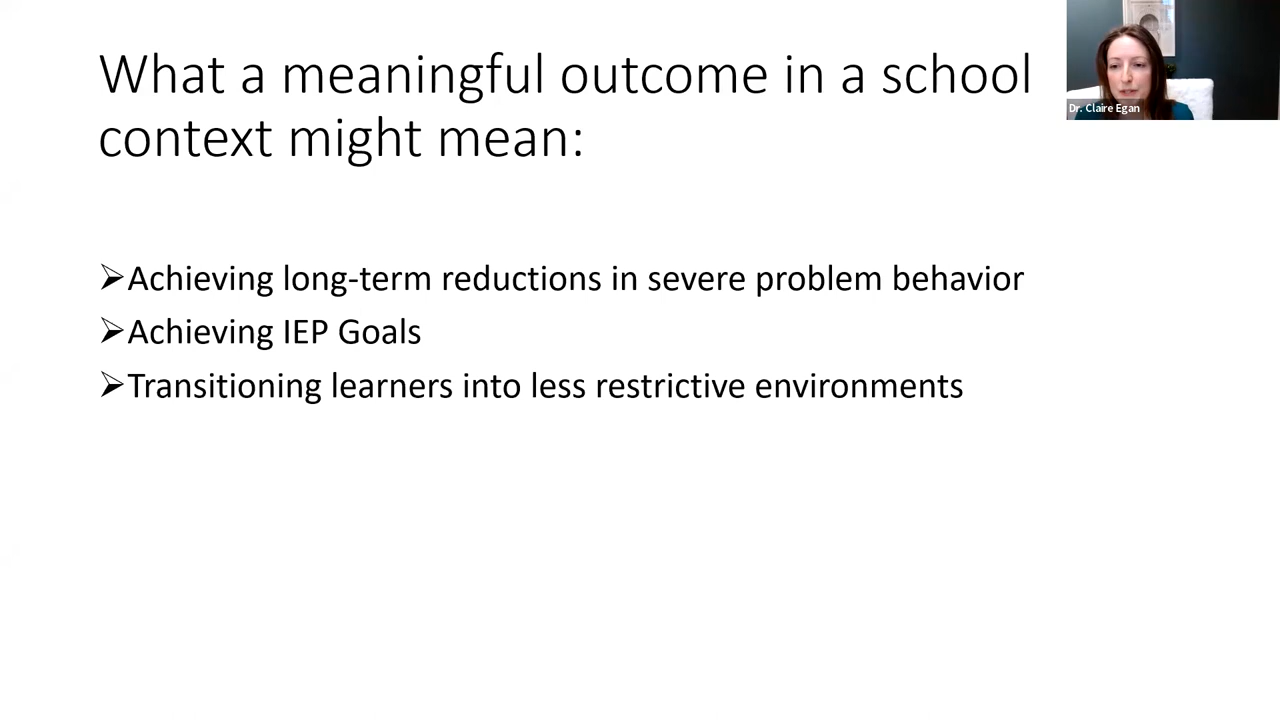 What a meaningful outcome in a school
context might mean:
Dr. Claire Egan
➢Achieving long-term reductions in severe problem behavior
➢Achieving IEP Goals
➢Transitioning learners into less restrictive environments